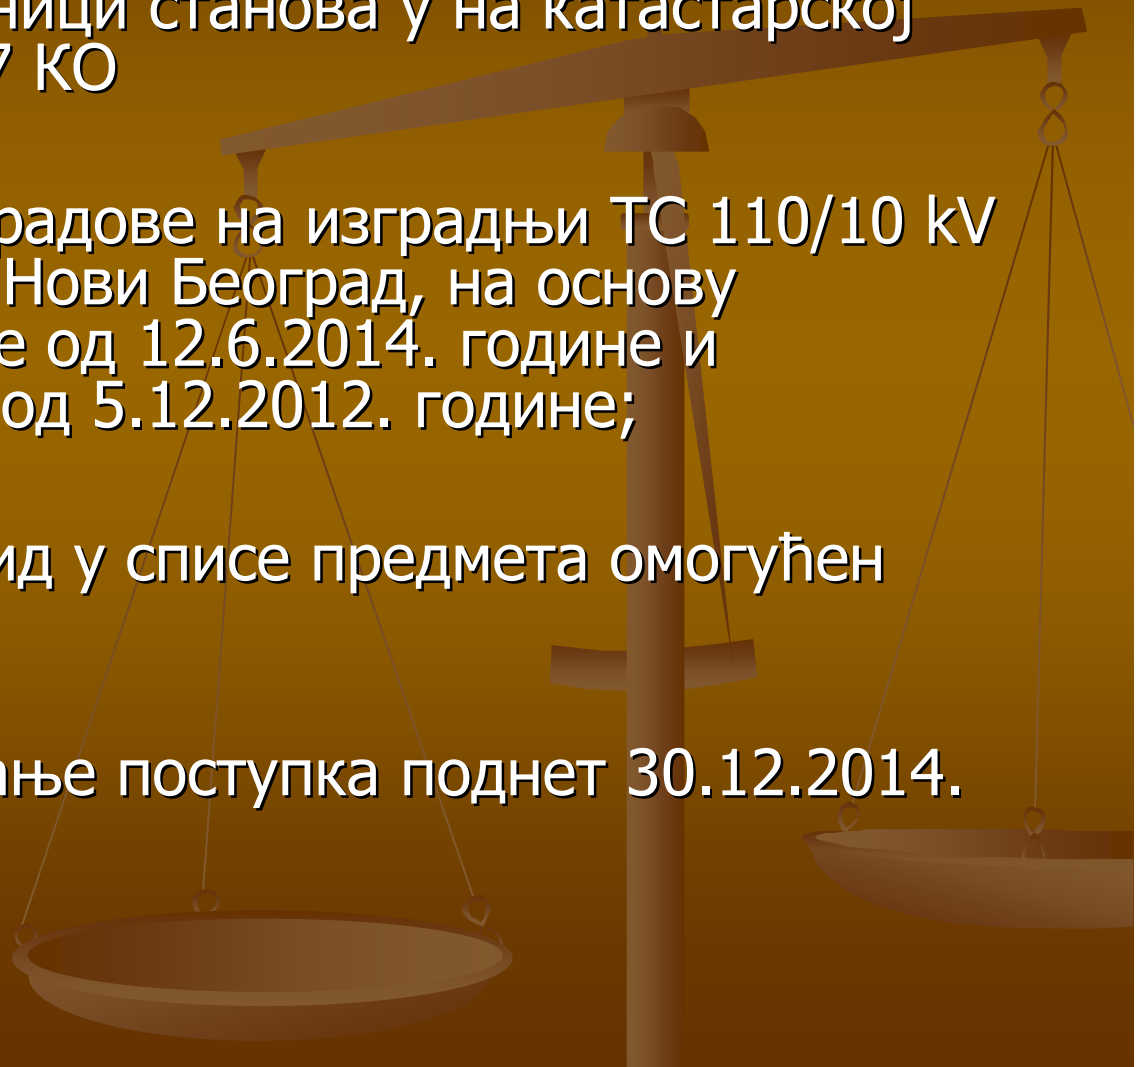 станова у на катастарској
7 КО
радове на изградњи ТС 110/10 kV
Нови Београд, на основу
е од 12.6.2014. године и
од 5.12.2012. године;
ид у списе предмета омогућен
ање поступка поднет 30.12.2014.